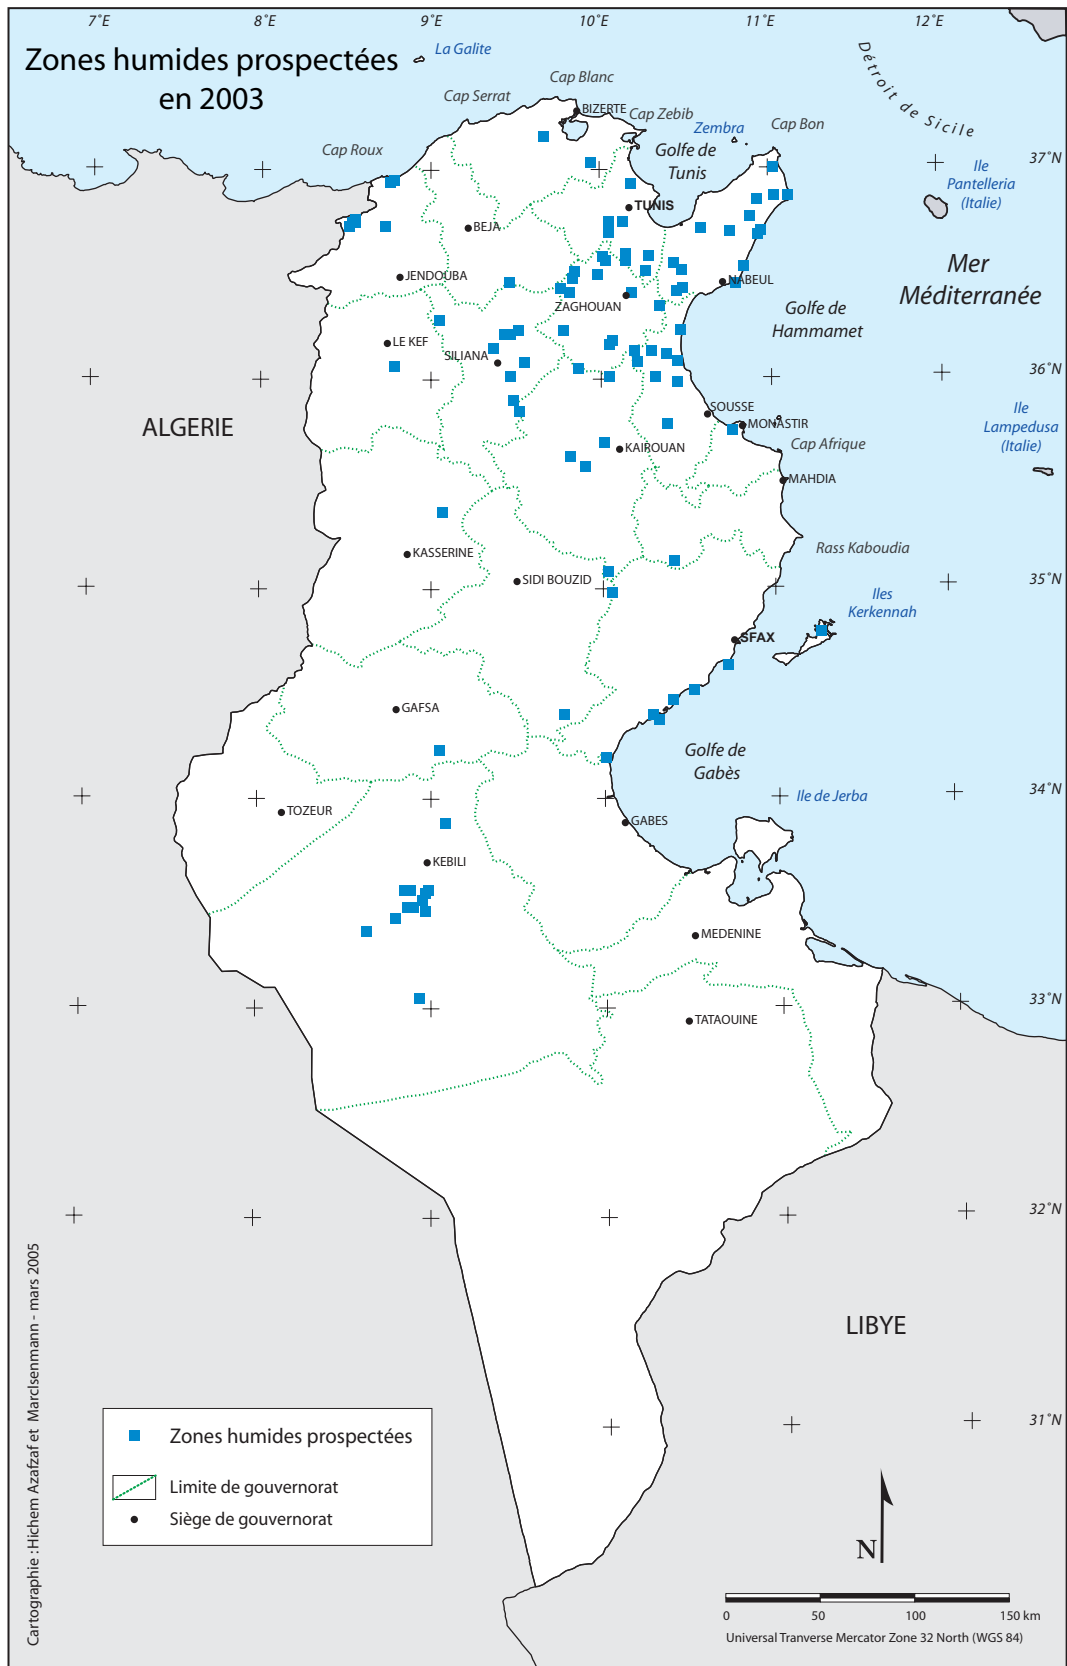 7°E
8°E
9°E
10°E
11°E
12°E
Zones humides prospectées
en 2003
La Galite
Cap Blanc
Cap Serrat
BIZERTE
Cap Zebib
Zembra
Cap Bon
Détroit de Sicile
Cap Roux
Golfe de
Tunis
37°N
Ile
Pantelleria
(Italie)
TUNIS
BEJA
Mer
Méditerranée
JENDOUBA
NABEUL
ZAGHOUAN
Golfe de
Hammamet
LE KEF
SILIANA
36°N
ALGERIE
SOUSSE
MONASTIR
Ile
Lampedusa
(Italie)
Cap Afrique
KAIROUAN
MAHDIA
KASSERINE
Rass Kaboudia
SIDI BOUZID
35°N
Iles
Kerkennah
SFAX
GAFSA
Golfe de
Gabès
34°N
Ile de Jerba
TOZEUR
GABES
KEBILI
MEDENINE
33°N
TATAOUINE
32°N
LIBYE
31°N
Zones humides prospectées
Limite de gouvernorat
Siège de gouvernorat
N
0
50
100
150 km
Universal Tranverse Mercator Zone 32 North (WGS 84)
Cartographie : Hichem Azafzaf et Marclsenmann - mars 2005